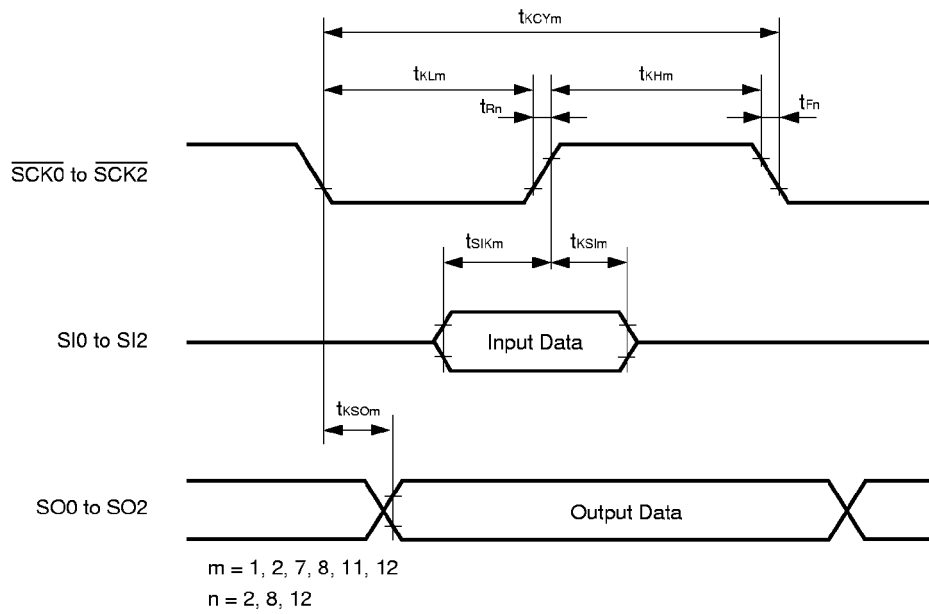 tKCYm
tKLm
tKHm
tRn
tFn
SCK0 to SCK2
tSIKm
tKSIm
SI0 to SI2
Input Data
tKSOm
SO0 to SO2
Output Data
m = 1, 2, 7, 8, 11, 12
n = 2, 8, 12